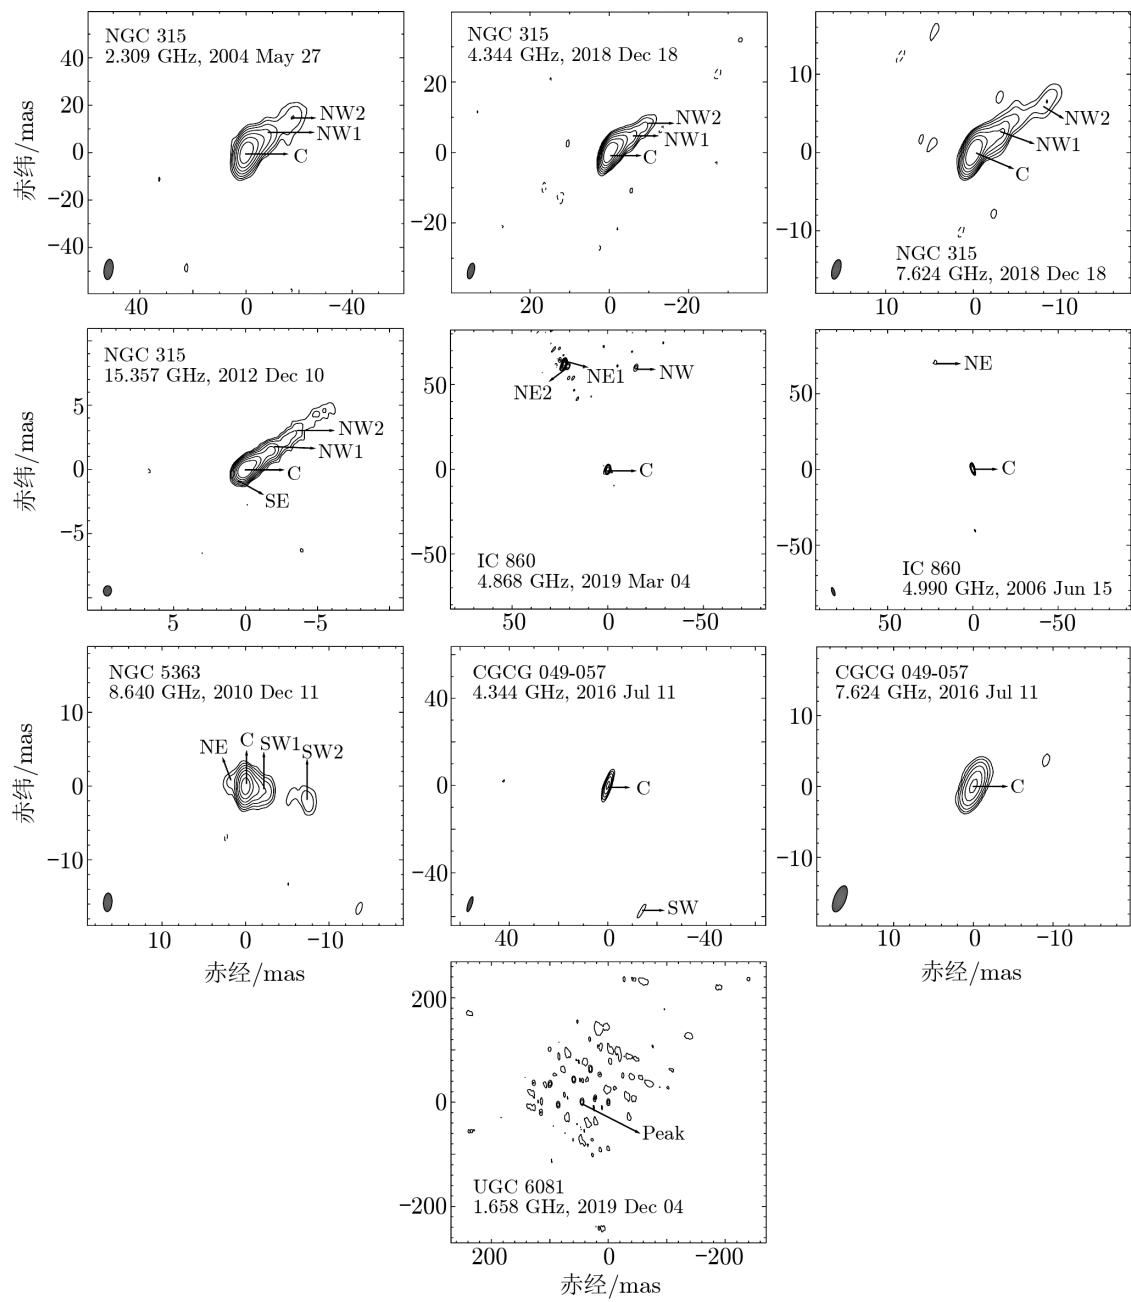 NGC 315
2.309 GHz, 2004 May 27
40
20
0
−20
−40
赤纬/mas
NW2
NW1
C
40
0
−40
NGC 315
4.344 GHz, 2018 Dec 18
20
0
−20
NW2
NW1
C
20
0
−20
10
0
−10
NW2
NW1
C
NGC 315
7.624 GHz, 2018 Dec 18
10
0
−10
NGC 315
15.357 GHz, 2012 Dec 10
5
0
−5
赤纬/mas
NW2
NW1
C
SE
5
0
−5
50
0
−50
NE2
NE1
NW
C
IC 860
4.868 GHz, 2019 Mar 04
50
0
−50
50
0
−50
NE
C
IC 860
4.990 GHz, 2006 Jun 15
50
0
−50
NGC 5363
8.640 GHz, 2010 Dec 11
10
0
−10
赤纬/mas
NE
C
SW1
SW2
10
0
−10
赤经/mas
CGCG 049-057
4.344 GHz, 2016 Jul 11
40
0
−40
C
SW
40
0
−40
CGCG 049-057
7.624 GHz, 2016 Jul 11
10
0
−10
C
10
0
−10
赤经/mas
200
0
−200
Peak
UGC 6081
1.658 GHz, 2019 Dec 04
200
0
−200
赤经/mas